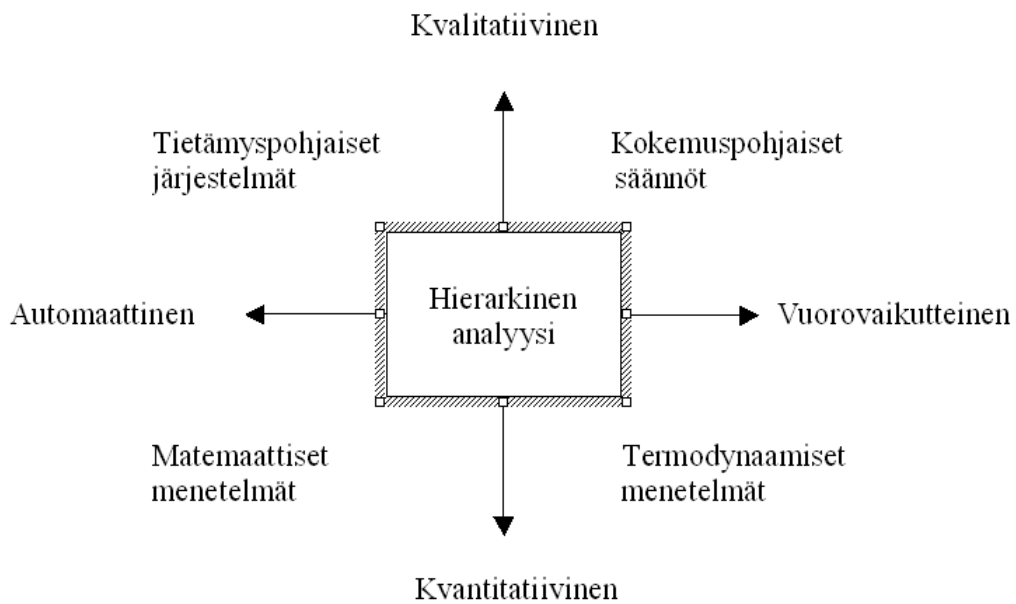 Kvalitatiivinen
Tietämyspohjaiset
järjestelmät
Kokemuspohjaiset
säännöt
Automaattinen
Hierarkinen
analyysi
Vuorovaikutteinen
Matemaattiset
menetelmät
Termodynaamiset
menetelmät
Kvantitatiivinen